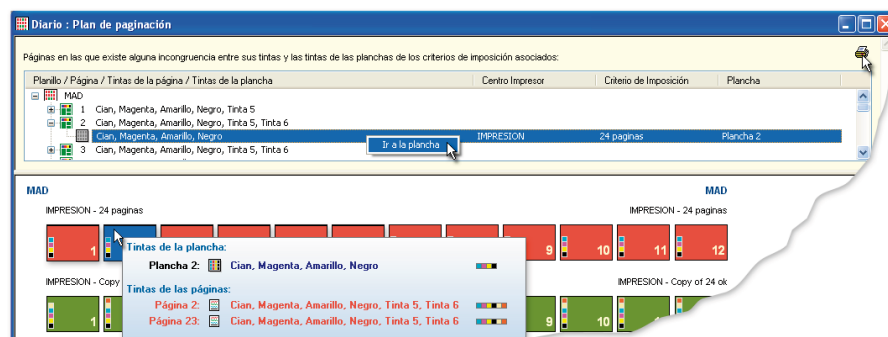 Diario : Plan de paginación
Páginas en las que existe alguna incongruencia entre sus tintas y las tintas de las planchas de los criterios de imposición asociados:
Planillo / Página / Tintas de la página / Tintas de la plancha Centro Impresor Criterio de Imposición Plancha
MAD
1 Cian, Magenta, Amarillo, Negro, Tinta 5
2 Cian, Magenta, Amarillo, Negro, Tinta 5, Tinta 6
Cian, Magenta, Amarillo, Negro IMPRESION 24 paginas Plancha 2
Ir a la plancha
3 Cian, Magenta, Amarillo, Negro, Tinta 5, Tinta 6
MAD MAD
IMPRESION - 24 paginas IMPRESION - 24 paginas
1 9 10 11 12
Tintas de la plancha:
Plancha 2: Cian, Magenta, Amarillo, Negro
IMPRESION - Copy IMPRESION - Copy of 24 ok
Tintas de las páginas:
Página 2: Cian, Magenta, Amarillo, Negro, Tinta 5, Tinta 6
Página 23: Cian, Magenta, Amarillo, Negro, Tinta 5, Tinta 6
1 9 10